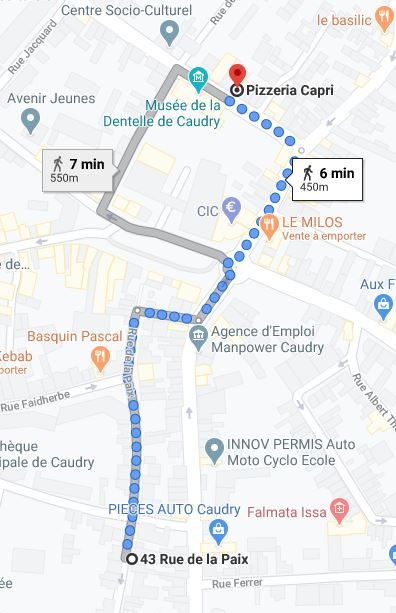 Centre Socio-Culturel
le basilic
Rue Jacquard
Pizzeria Capri
Avenir Jeunes
Musée de la
Dentelle de Caudry
7 min
550m
6 min
450m
CIC
LE MILOS
Vente à emporter
e de...
Aux F
Agence d'Emploi
Manpower Caudry
Basquin Pascal
Kebab
porter
Rue de la Paix
Rue Faidherbe
Rue Albert Th
INNOV PERMIS Auto
Moto Cyclo Ecole
thèque
ipale de Caudry
PIECES AUTO Caudry
Falmata Issa
43 Rue de la Paix
Rue Ferrer
ée